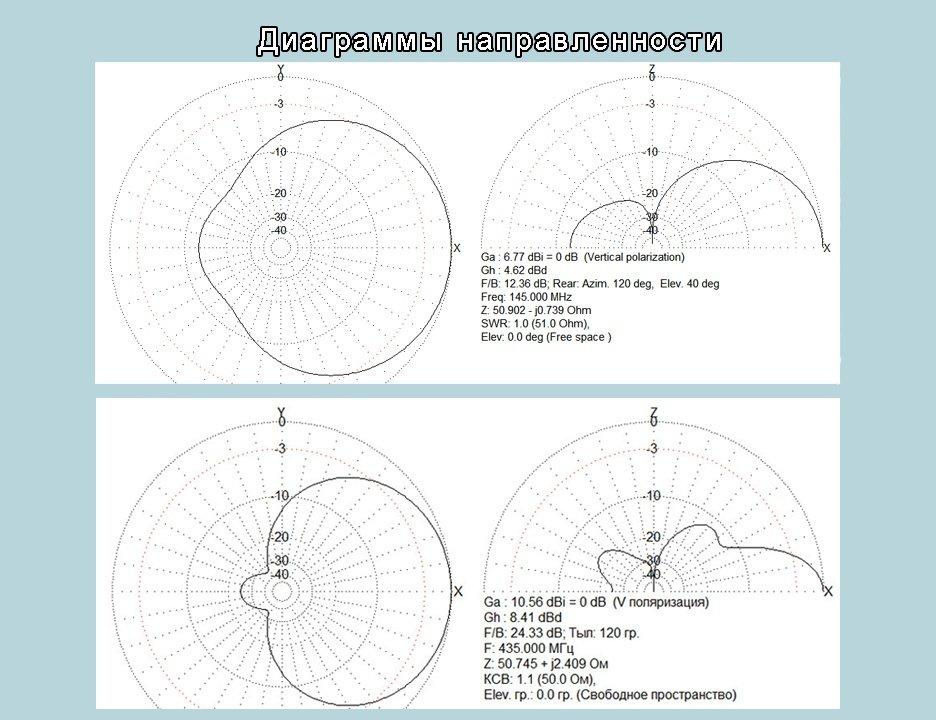 Диаграммы направленности
Y
0
-3
-10
-20
-30
-40
X
Z
0
-3
-10
-20
-30
-40
X
Ga : 6.77 dBi = 0 dB (Vertical polarization)
Gh : 4.62 dBd
F/B: 12.36 dB; Rear: Azim. 120 deg, Elev. 40 deg
Freq: 145.000 MHz
Z: 50.902 - j0.739 Ohm
SWR: 1.0 (51.0 Ohm),
Elev: 0.0 deg (Free space )
Y
0
-3
-10
-20
-30
-40
X
Z
0
-3
-10
-20
-30
-40
X
Ga : 10.56 dBi = 0 dB (V поляризация)
Gh : 8.41 dBd
F/B: 24.33 dB; Тып: 120 гр.
F: 435.000 МГц
Z: 50.745 + j2.409 Ом
КСВ: 1.1 (50.0 Ом),
Elev. гр.: 0.0 гр. (Свободное пространство)